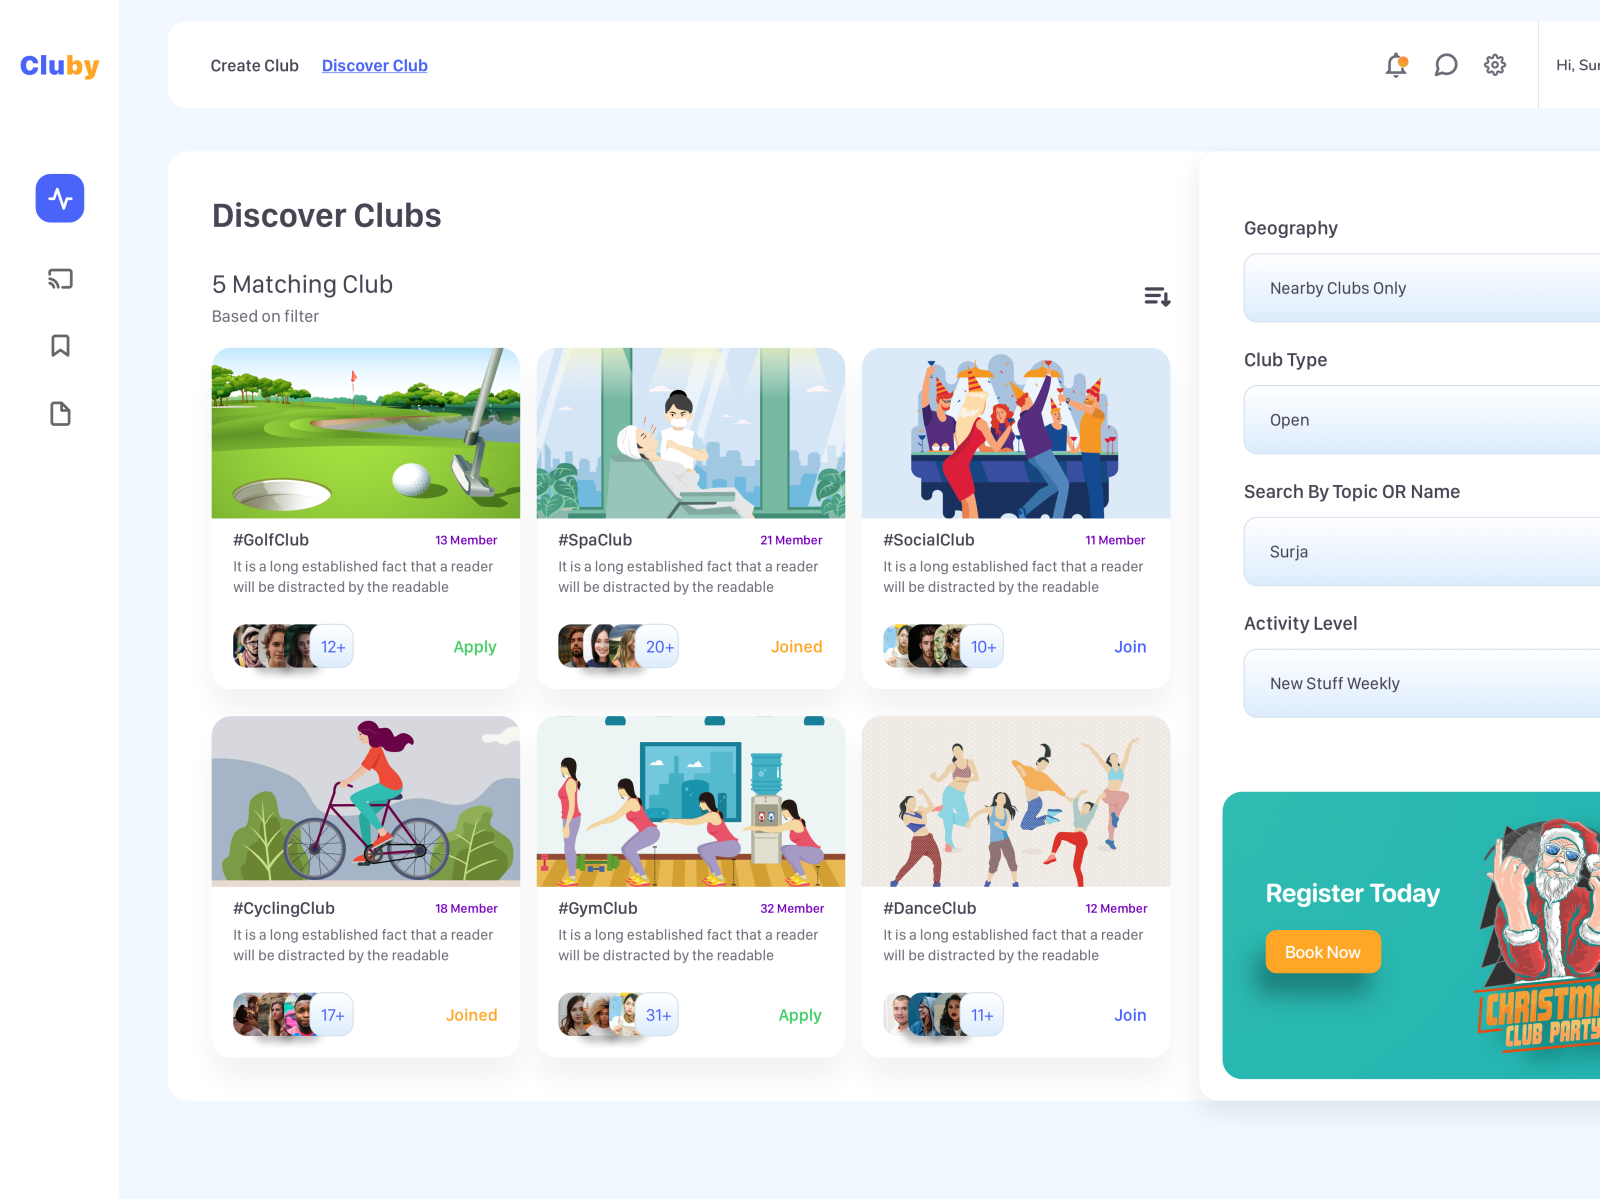 Cluby
Create Club
Discover Club
Hi, Sur
Discover Clubs
5 Matching Club
Based on filter
#GolfClub
13 Member
It is a long established fact that a reader
will be distracted by the readable
12+
Apply
#SpaClub
21 Member
It is a long established fact that a reader
will be distracted by the readable
20+
Joined
#SocialClub
11 Member
It is a long established fact that a reader
will be distracted by the readable
10+
Join
#CyclingClub
18 Member
It is a long established fact that a reader
will be distracted by the readable
17+
Joined
#GymClub
32 Member
It is a long established fact that a reader
will be distracted by the readable
31+
Apply
#DanceClub
12 Member
It is a long established fact that a reader
will be distracted by the readable
11+
Join
Geography
Nearby Clubs Only
Club Type
Open
Search By Topic OR Name
Surja
Activity Level
New Stuff Weekly
Register Today
Book Now
CHRISTMA
CLUB PARTY